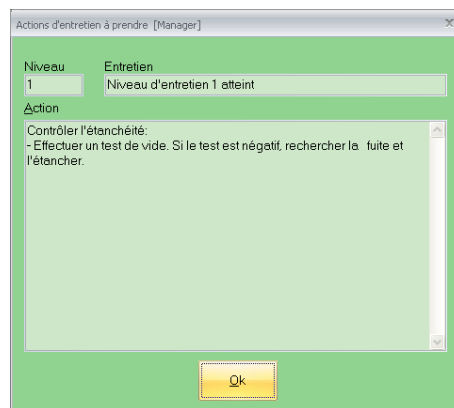 Actions d'entretien à prendre [Manager]
Niveau Entretien
1 Niveau d'entretien 1 atteint
Action
Contrôler l'étanchéité:
- Effectuer un test de vide. Si le test est négatif, rechercher la fuite et
l'étancher.
Ok